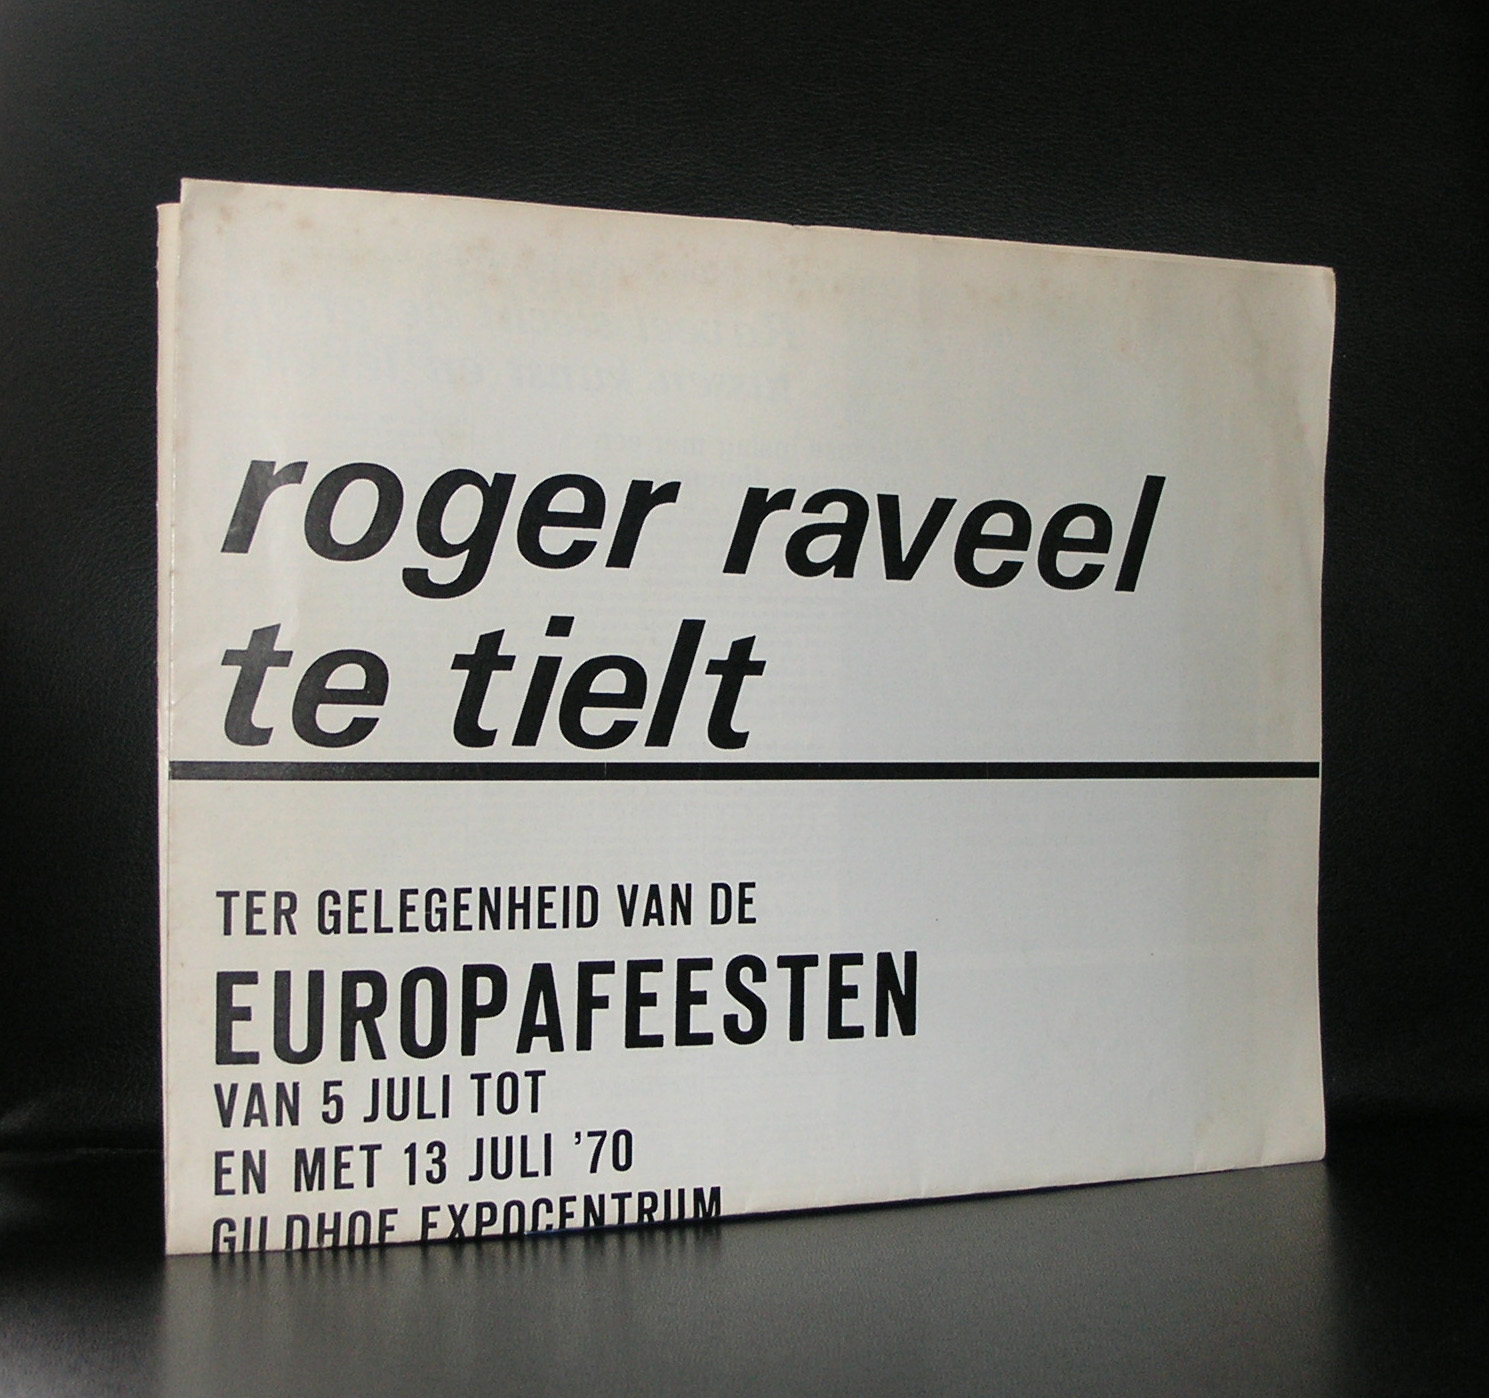 roger raveel
te tielt
TER GELEGENHEID VAN DE
EUROPAFEESTEN
VAN 5 JULI TOT
EN MET 13 JULI '70
GILDHOF EXPOCENTRUM